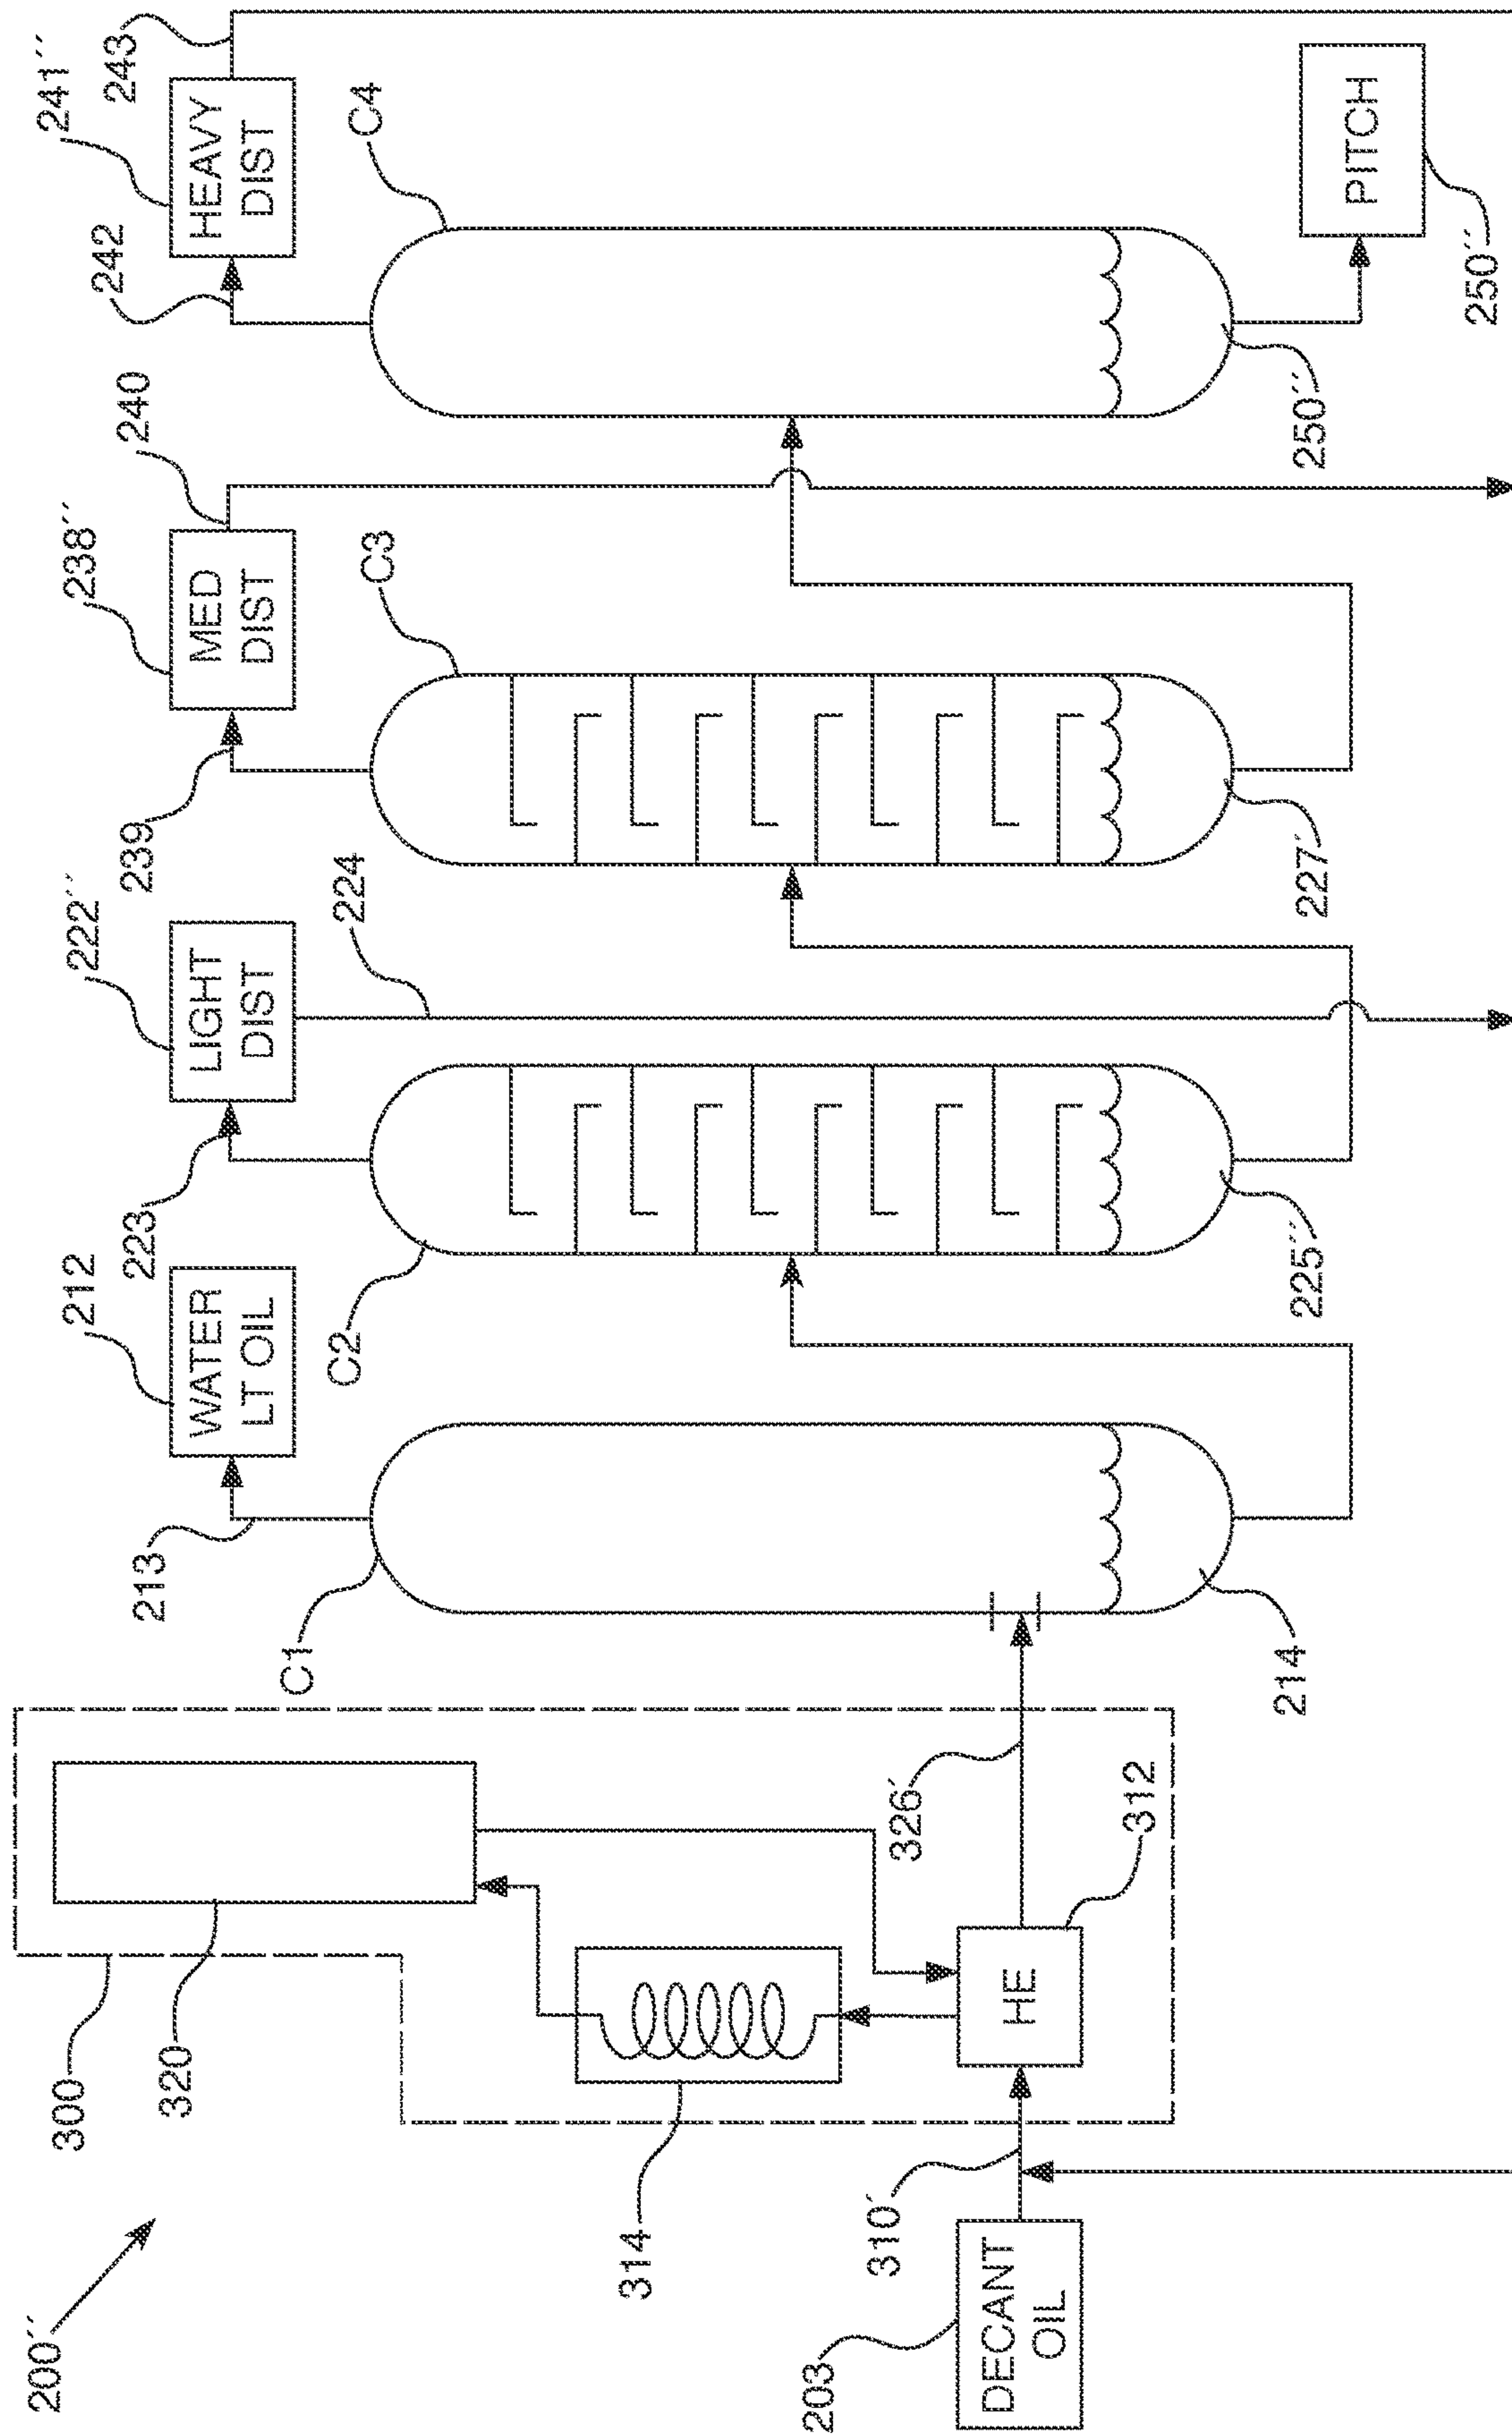 200´´
300
320
314
203
DECANT
OIL
310´
HE
312
326´
C1
213
WATER
LT OIL
212
214
C2
223
LIGHT
DIST
222´´
224
225´´
239
MED
DIST
238´´
240
C3
227´
242
HEAVY
DIST
241´´
243
C4
250´´
PITCH
250´´